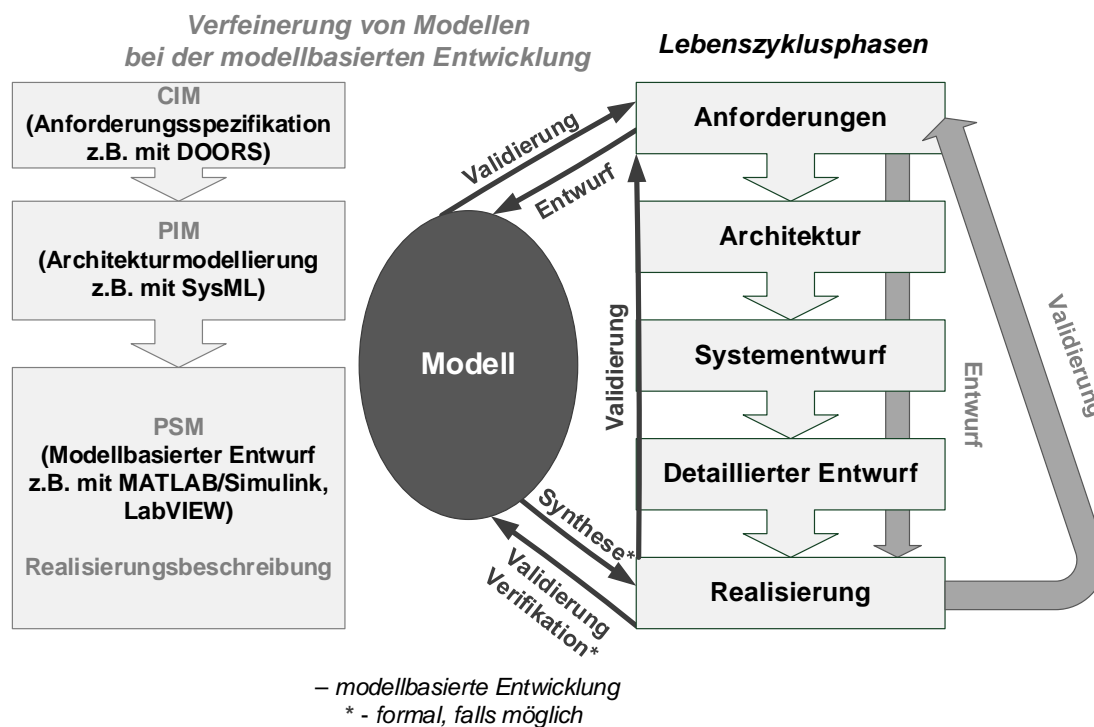 Verfeinerung von Modellen
bei der modellbasierten Entwicklung
CIM
(Anforderungsspezifikation
z.B. mit DOORS)
PIM
(Architekturmodellierung
z.B. mit SysML)
PSM
(Modellbasierter Entwurf
z.B. mit MATLAB/Simulink,
LabVIEW)
Realisierungsbeschreibung
Validierung
Entwurf
Modell
Validierung
Synthese*
Validierung
Verifikation*
Lebenszyklusphasen
Anforderungen
Architektur
Systementwurf
Detaillierter Entwurf
Realisierung
Entwurf
Validierung
– modellbasierte Entwicklung
* - formal, falls möglich